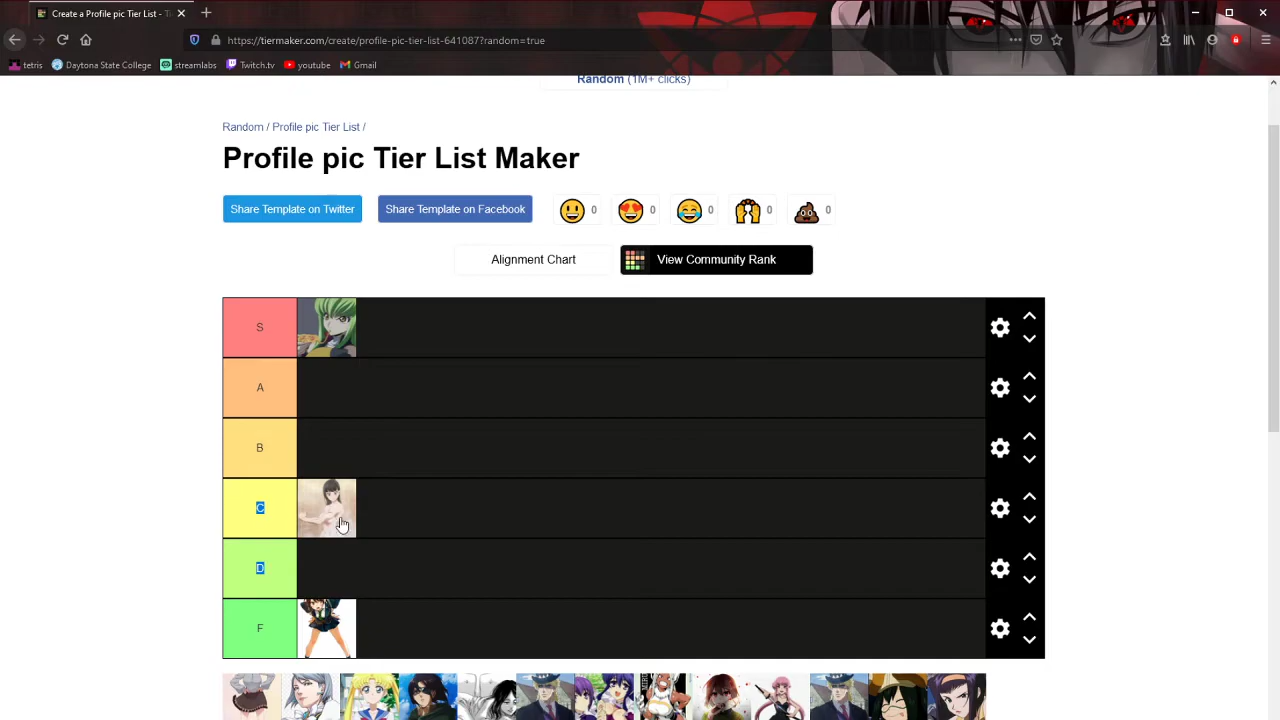 Create a Profile pic Tier List - Ti
https://tiermaker.com/create/profile-pic-tier-list-641087?random=true
tetris
Daytona State College
streamlabs
Twitch.tv
youtube
Gmail
Random (1M+ clicks)
Random / Profile pic Tier List /
Profile pic Tier List Maker
Share Template on Twitter
Share Template on Facebook
0
0
0
0
0
Alignment Chart
View Community Rank
S
A
B
C
D
F